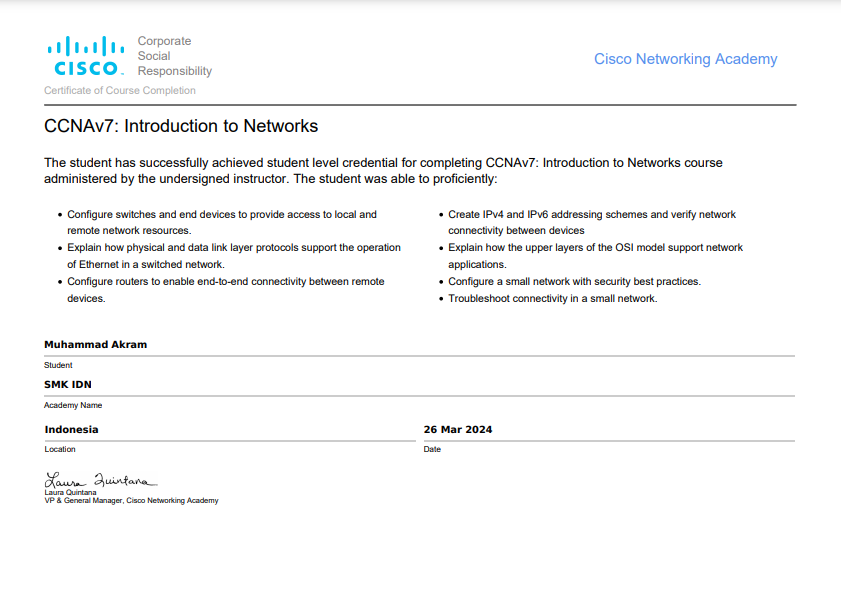 Corporate
Social
Responsibility
CISCO.
Certificate of Course Completion
Cisco Networking Academy
CCNAv7: Introduction to Networks
The student has successfully achieved student level credential for completing CCNAv7: Introduction to Networks course
administered by the undersigned instructor. The student was able to proficiently:
• Configure switches and end devices to provide access to local and
remote network resources.
• Explain how physical and data link layer protocols support the operation
of Ethernet in a switched network.
• Configure routers to enable end-to-end connectivity between remote
devices.
• Create IPv4 and IPv6 addressing schemes and verify network
connectivity between devices
• Explain how the upper layers of the OSI model support network
applications.
• Configure a small network with security best practices.
• Troubleshoot connectivity in a small network.
Muhammad Akram
Student
SMK IDN
Academy Name
Indonesia
Location
26 Mar 2024
Date
Laura Quintana
Laura Quintana
VP & General Manager, Cisco Networking Academy